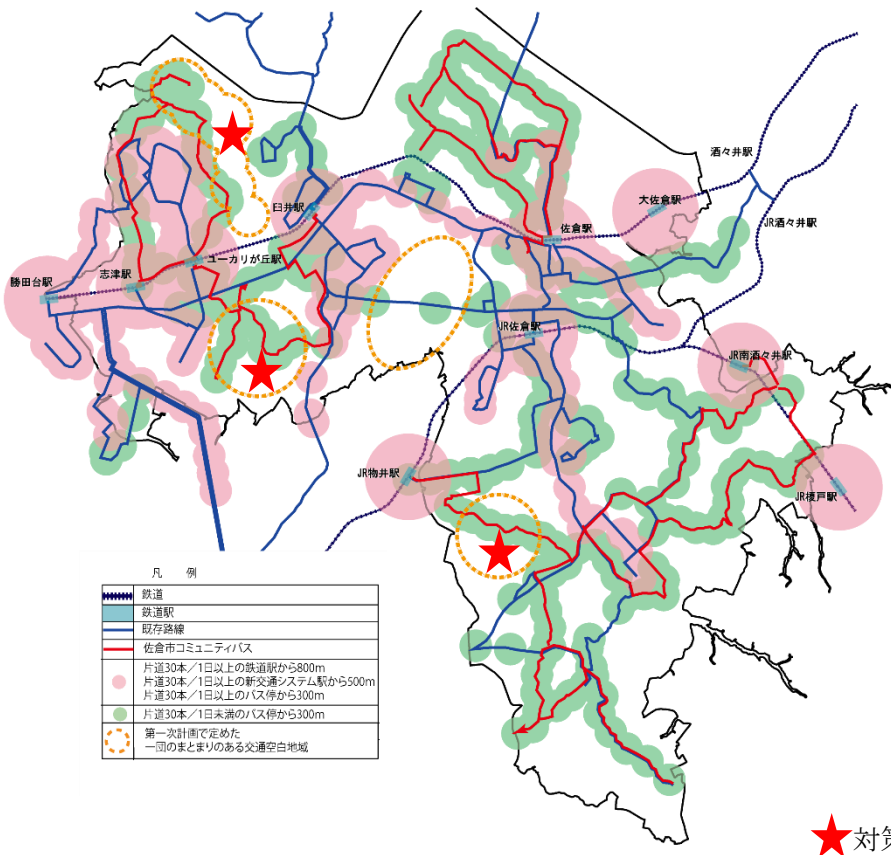 酒々井駅
大佐倉駅
臼井駅
佐倉駅
JR酒々井駅
ユーカリが丘駅
志津駅
勝田台駅
JR佐倉駅
JR南酒々井駅
JR物井駅
JR榎戸駅
凡 例
鉄道
鉄道駅
既存路線
佐倉市コミュニティバス
片道30本／1日以上の鉄道駅から800m
片道30本／1日以上の新交通システム駅から500m
片道30本／1日以上のバス停から300m
片道30本／1日未満のバス停から300m
第一次計画で定めた
一団のまとまりのある交通空白地域
対